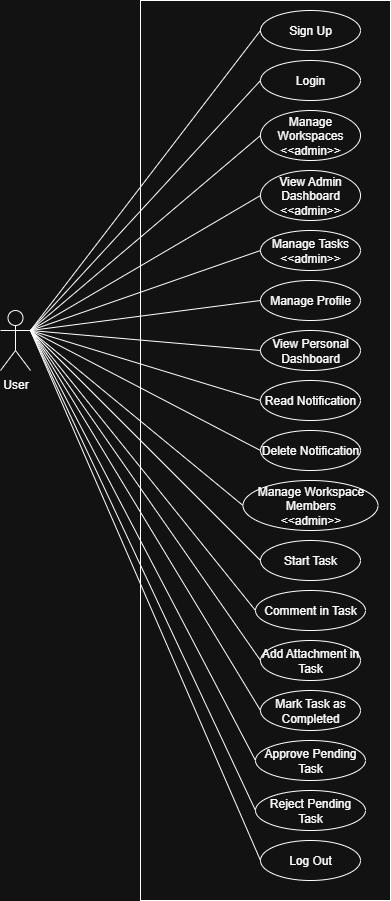 Sign Up
Login
Manage
Workspaces
<<admin>>
View Admin
Dashboard
<<admin>>
Manage Tasks
<<admin>>
Manage Profile
View Personal
Dashboard
User
Read Notification
Delete Notification
Manage Workspace
Members
<<admin>>
Start Task
Comment in Task
Add Attachment in
Task
Mark Task as
Completed
Approve Pending
Task
Reject Pending
Task
Log Out